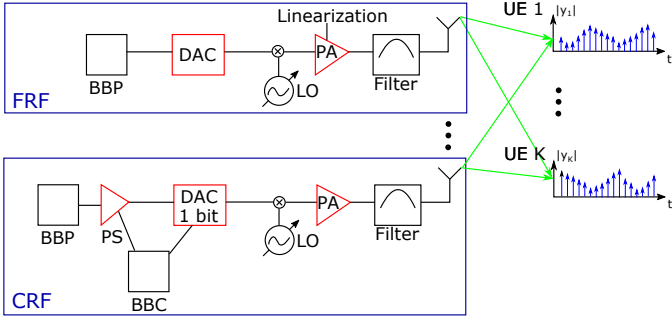 Linearization
UE 1
|y₁|
DAC
PA
t
BBP
LO
Filter
FRF
UE K
|yK|
DAC
1 bit
PA
t
BBP
PS
LO
Filter
BBC
CRF